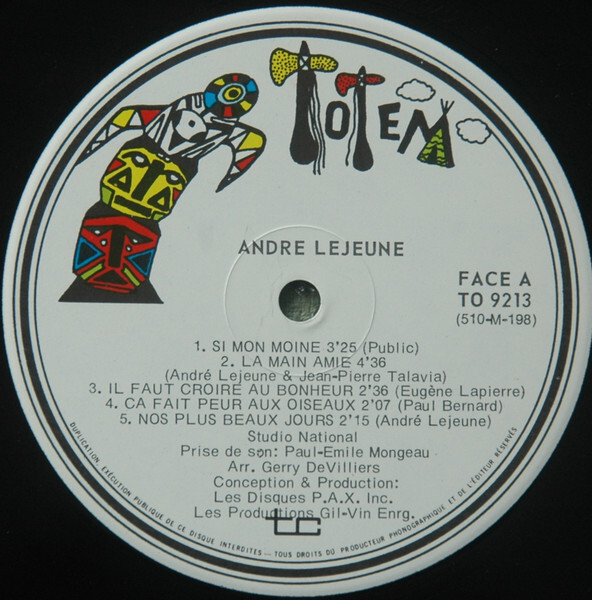 TOTEM
ANDRE LEJEUNE
FACE A
TO 9213
(510-M-198)
1. SI MON MOINE 3'25 (Public)
2. LA MAIN AMIE 4'36
(André Lejeune & Jean-Pierre Talavia)
3. IL FAUT CROIRE AU BONHEUR 2'36 (Eugène Lapierre)
4. CA FAIT PEUR AUX OISEAUX 2'07 (Paul Bernard)
5. NOS PLUS BEAUX JOURS 2'15 (André Lejeune)
Studio National
Prise de son: Paul-Emile Mongeau
Arr. Gerry DeVilliers
Conception & Production:
Les Disques P.A.X. Inc.
Les Productions Gil-Vin Enrg.
tc
DUPLICATION, EXÉCUTION PUBLIQUE DE CE DISQUE INTERDITES — TOUS DROITS DU PRODUCTEUR PHONOGRAPHIQUE ET DE L'ÉDITEUR RÉSERVÉS